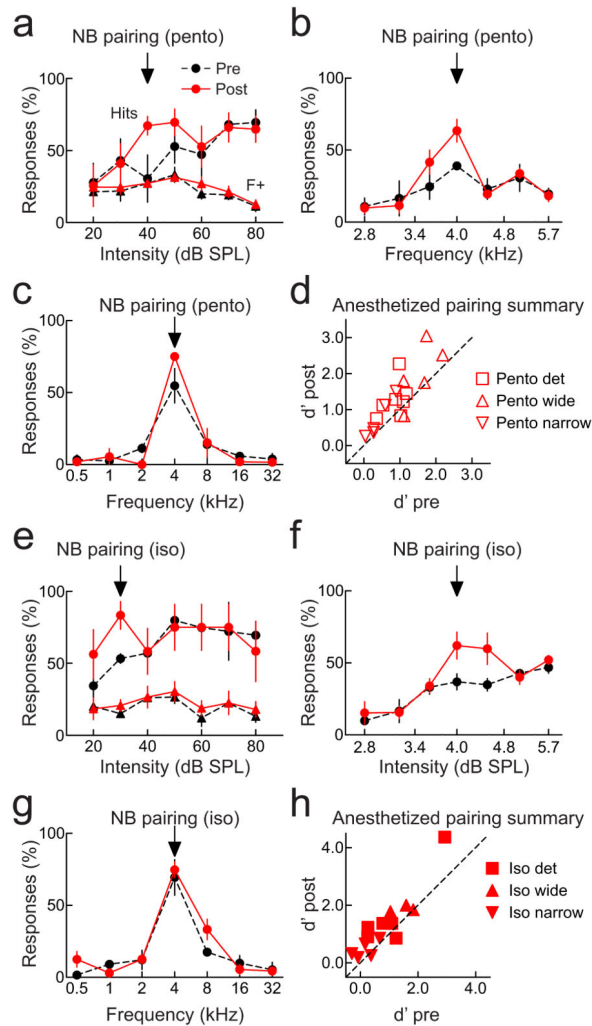 a
NB pairing (pento)
Pre
Post
Hits
F+
Responses (%)
100
50
0
20 40 60 80
Intensity (dB SPL)
b
NB pairing (pento)
Responses (%)
100
50
0
2.8 3.4 4.0 4.8 5.7
Frequency (kHz)
c
NB pairing (pento)
Responses (%)
100
50
0
0.5 1 2 4 8 16 32
Frequency (kHz)
d
Anesthetized pairing summary
d' post
3.0
2.0
1.0
0.0
Pento det
Pento wide
Pento narrow
0.0 1.0 2.0 3.0
d' pre
e
NB pairing (iso)
Responses (%)
100
50
0
20 40 60 80
Intensity (dB SPL)
f
NB pairing (iso)
Responses (%)
100
50
0
2.8 3.4 4.0 4.8 5.7
Intensity (dB SPL)
g
NB pairing (iso)
Responses (%)
100
50
0
0.5 1 2 4 8 16 32
Frequency (kHz)
h
Anesthetized pairing summary
d' post
4.0
2.0
0.0
Iso det
Iso wide
Iso narrow
0.0 2.0 4.0
d' pre